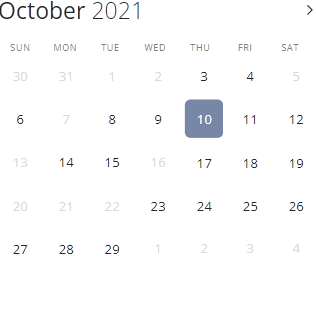 October 2021
SUN MON TUE WED THU FRI SAT
30 31 1 2 3 4 5
6 7 8 9 10 11 12
13 14 15 16 17 18 19
20 21 22 23 24 25 26
27 28 29 1 2 3 4